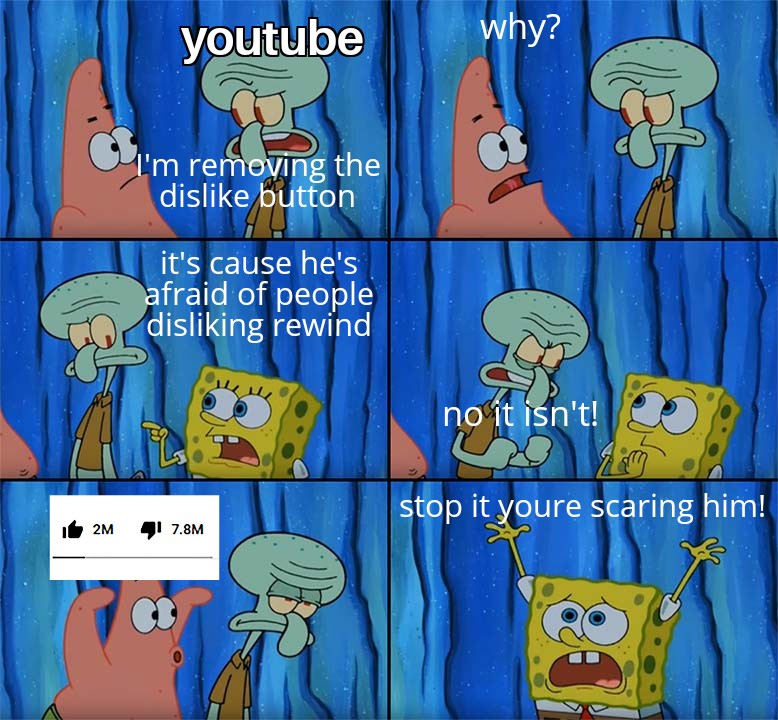 youtube
I'm removing the
dislike button
why?
it's cause he's
afraid of people
disliking rewind
no it isn't!
2M 7.8M
stop it youre scaring him!